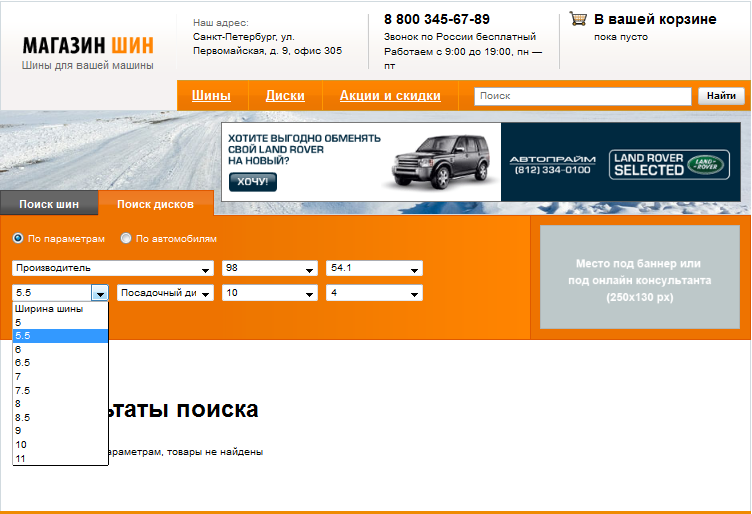 МАГАЗИН ШИН
Шины для вашей машины
Наш адрес:
Санкт-Петербург, ул.
Первомайская, д. 9, офис 305
8 800 345-67-89
Звонок по России бесплатный
Работаем с 9:00 до 19:00, пн —
пт
В вашей корзине
пока пусто
Шины
Диски
Акции и скидки
Поиск
Найти
ХОТИТЕ ВЫГОДНО ОБМЕНЯТЬ
СВОЙ LAND ROVER
НА НОВЫЙ?
ХОЧУ!
АВТОПРАЙМ
(812) 334-0100
LAND ROVER
SELECTED
LAND ROVER
Поиск шин
Поиск дисков
По параметрам
По автомобилям
Производитель
98
54.1
5.5
Посадочный ди
10
4
Место под баннер или
под онлайн консультанта
(250x130 px)
Ширина шины
5
5.5
6
6.5
7
7.5
8
8.5
9
10
11
льтаты поиска
араметрам, товары не найдены